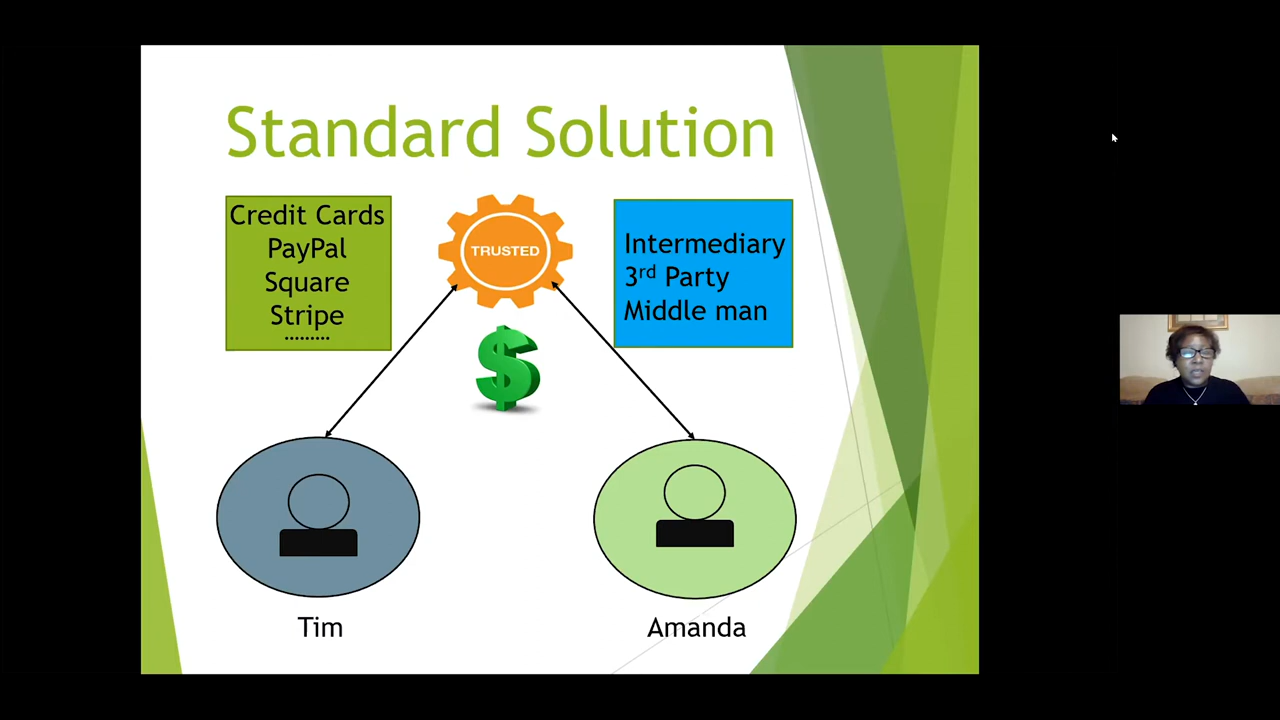 Standard Solution
Credit Cards
PayPal
Square
Stripe
.........
TRUSTED
Intermediary
3rd Party
Middle man
Tim
Amanda